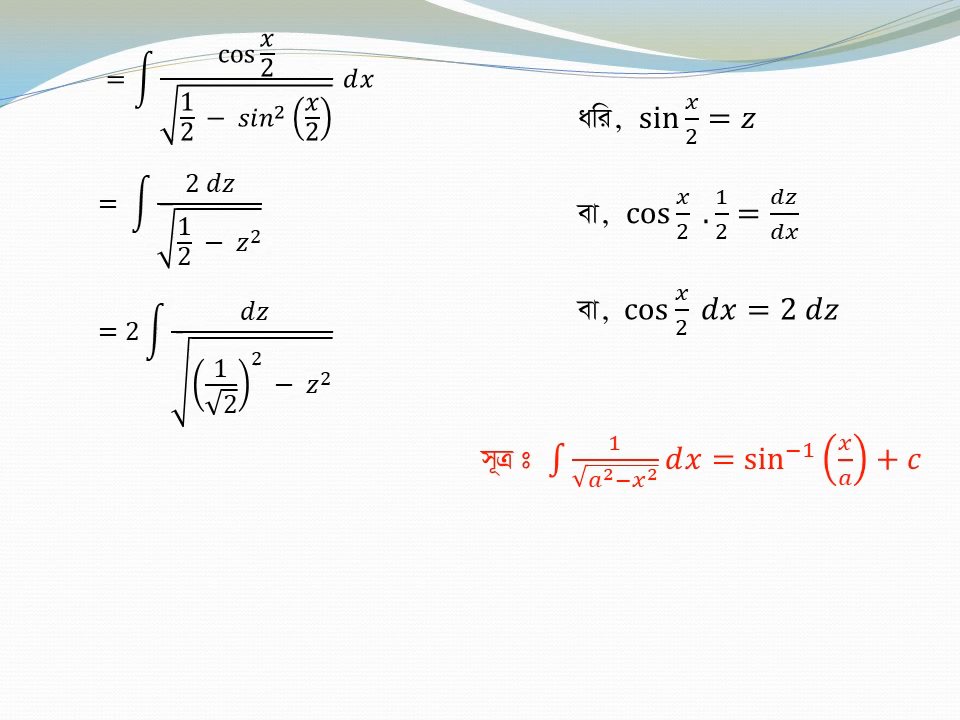 = ∫ cos x/2 / √(1/2 − sin² (x/2)) dx
ধরি, sin x/2 = z
= ∫ 2 dz / √(1/2 − z²)
বা, cos x/2 . 1/2 = dz/dx
= 2 ∫ dz / √((1/√2)² − z²)
বা, cos x/2 dx = 2 dz
সূত্র ঃ ∫ 1/√(a²−x²) dx = sin⁻¹ (x/a) + c